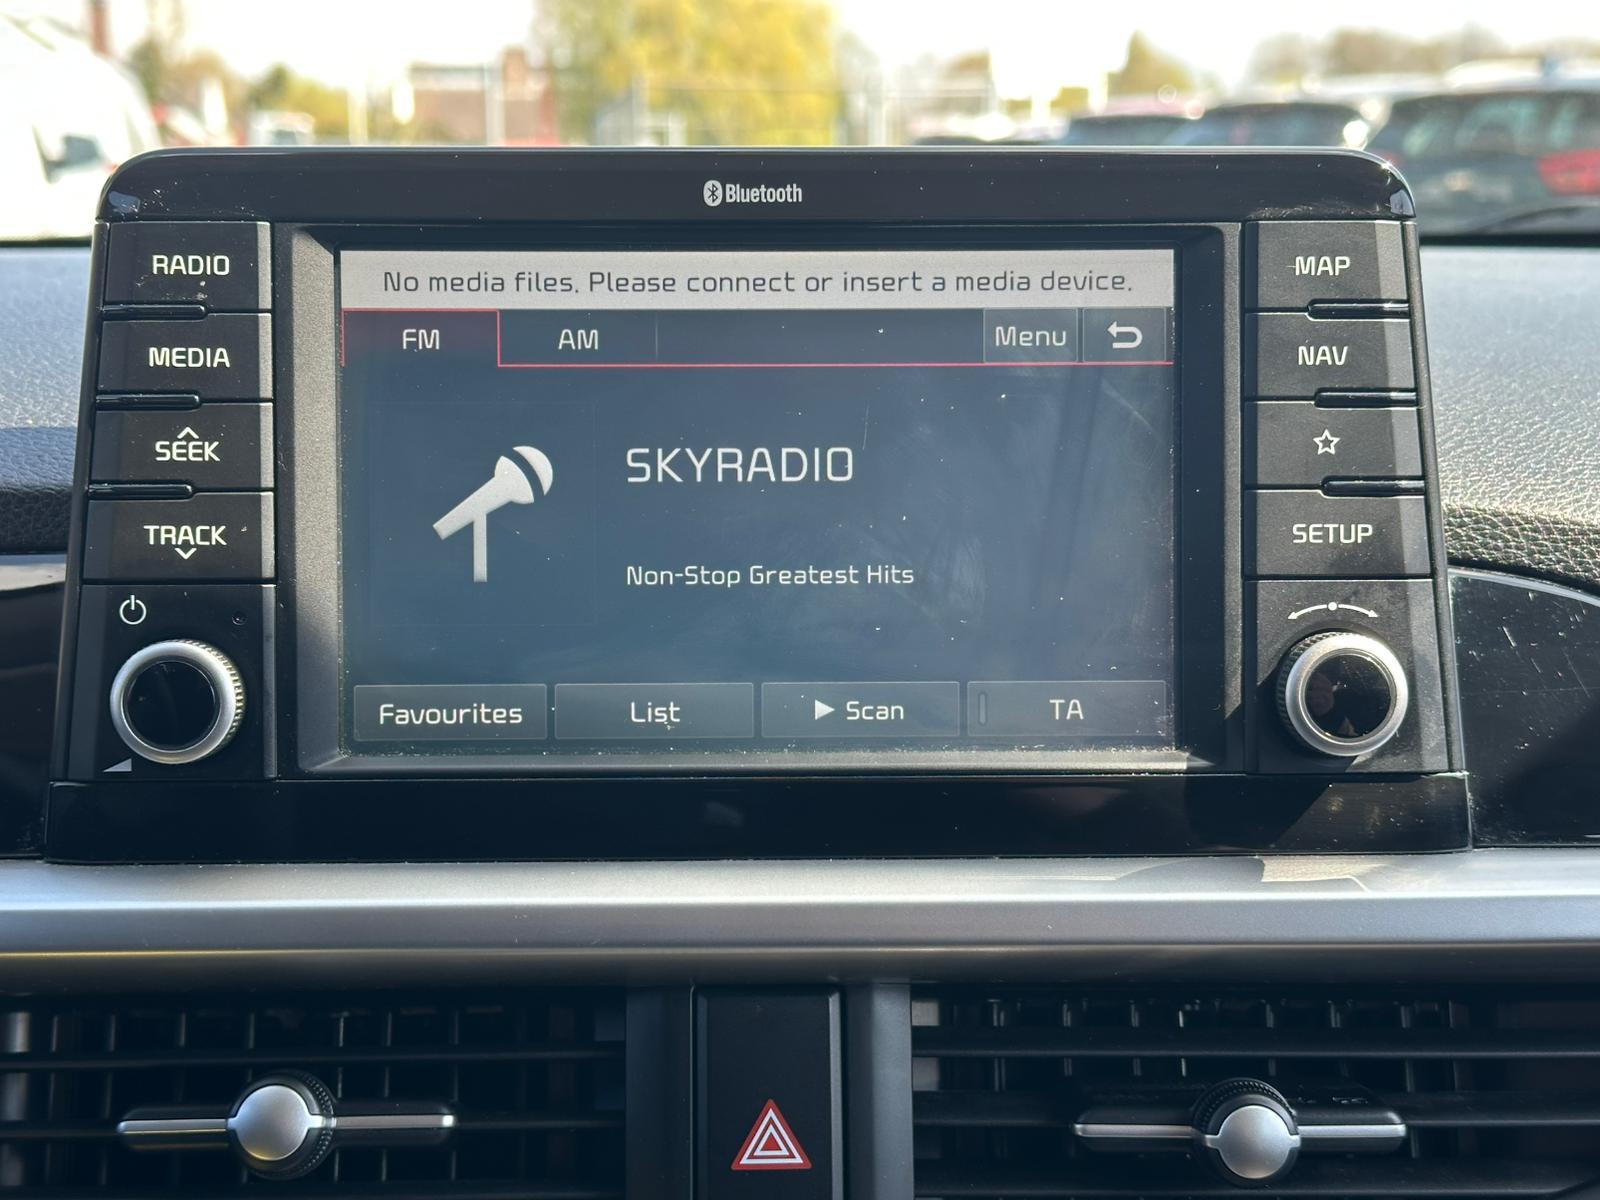 Bluetooth
RADIO
MEDIA
SEEK
TRACK
No media files. Please connect or insert a media device.
FM
AM
Menu
SKYRADIO
Non-Stop Greatest Hits
Favourites
List
Scan
TA
MAP
NAV
SETUP